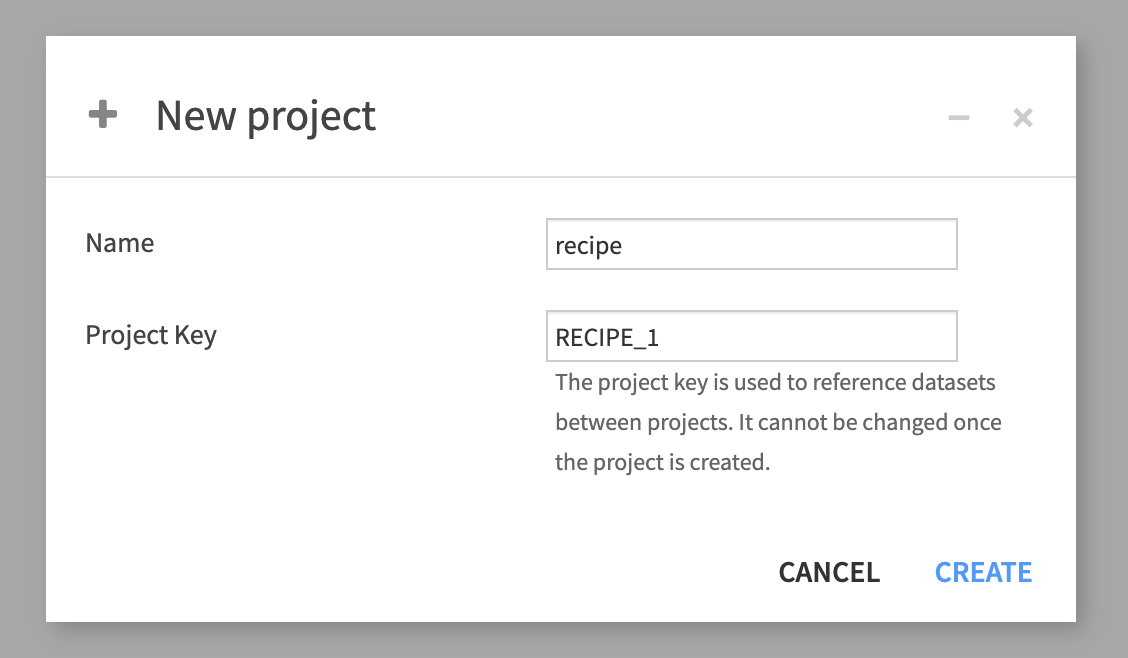 New project
Name
recipe
Project Key
RECIPE_1
The project key is used to reference datasets
between projects. It cannot be changed once
the project is created.
CANCEL CREATE